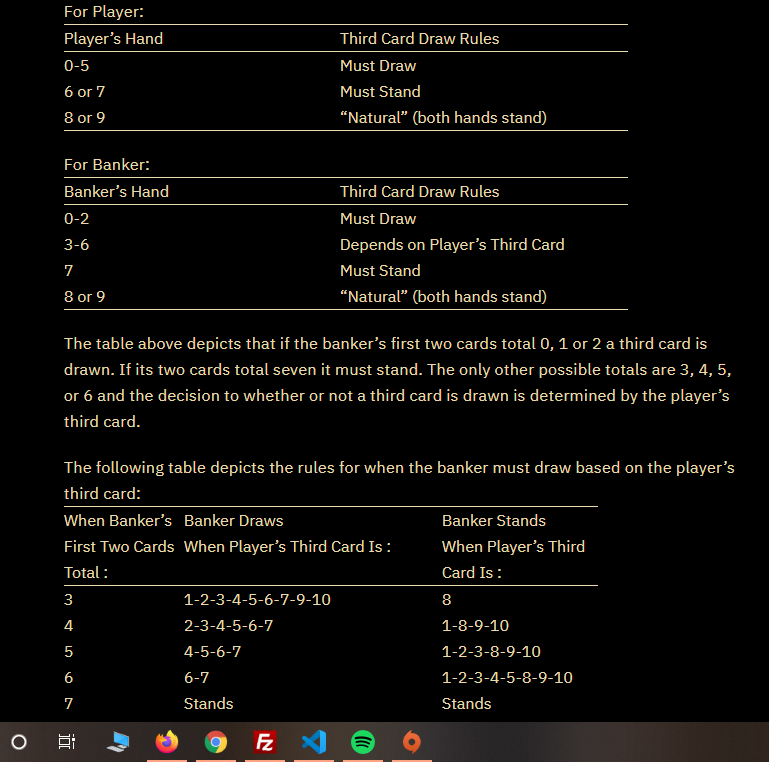 For Player:
Player’s Hand Third Card Draw Rules
0-5 Must Draw
6 or 7 Must Stand
8 or 9 “Natural” (both hands stand)
For Banker:
Banker’s Hand Third Card Draw Rules
0-2 Must Draw
3-6 Depends on Player’s Third Card
7 Must Stand
8 or 9 “Natural” (both hands stand)
The table above depicts that if the banker’s first two cards total 0, 1 or 2 a third card is
drawn. If its two cards total seven it must stand. The only other possible totals are 3, 4, 5,
or 6 and the decision to whether or not a third card is drawn is determined by the player’s
third card.
The following table depicts the rules for when the banker must draw based on the player’s
third card:
When Banker’s Banker Draws Banker Stands
First Two Cards When Player’s Third Card Is : When Player’s Third
Total : Card Is :
3 1-2-3-4-5-6-7-9-10 8
4 2-3-4-5-6-7 1-8-9-10
5 4-5-6-7 1-2-3-8-9-10
6 6-7 1-2-3-4-5-8-9-10
7 Stands Stands
Fz